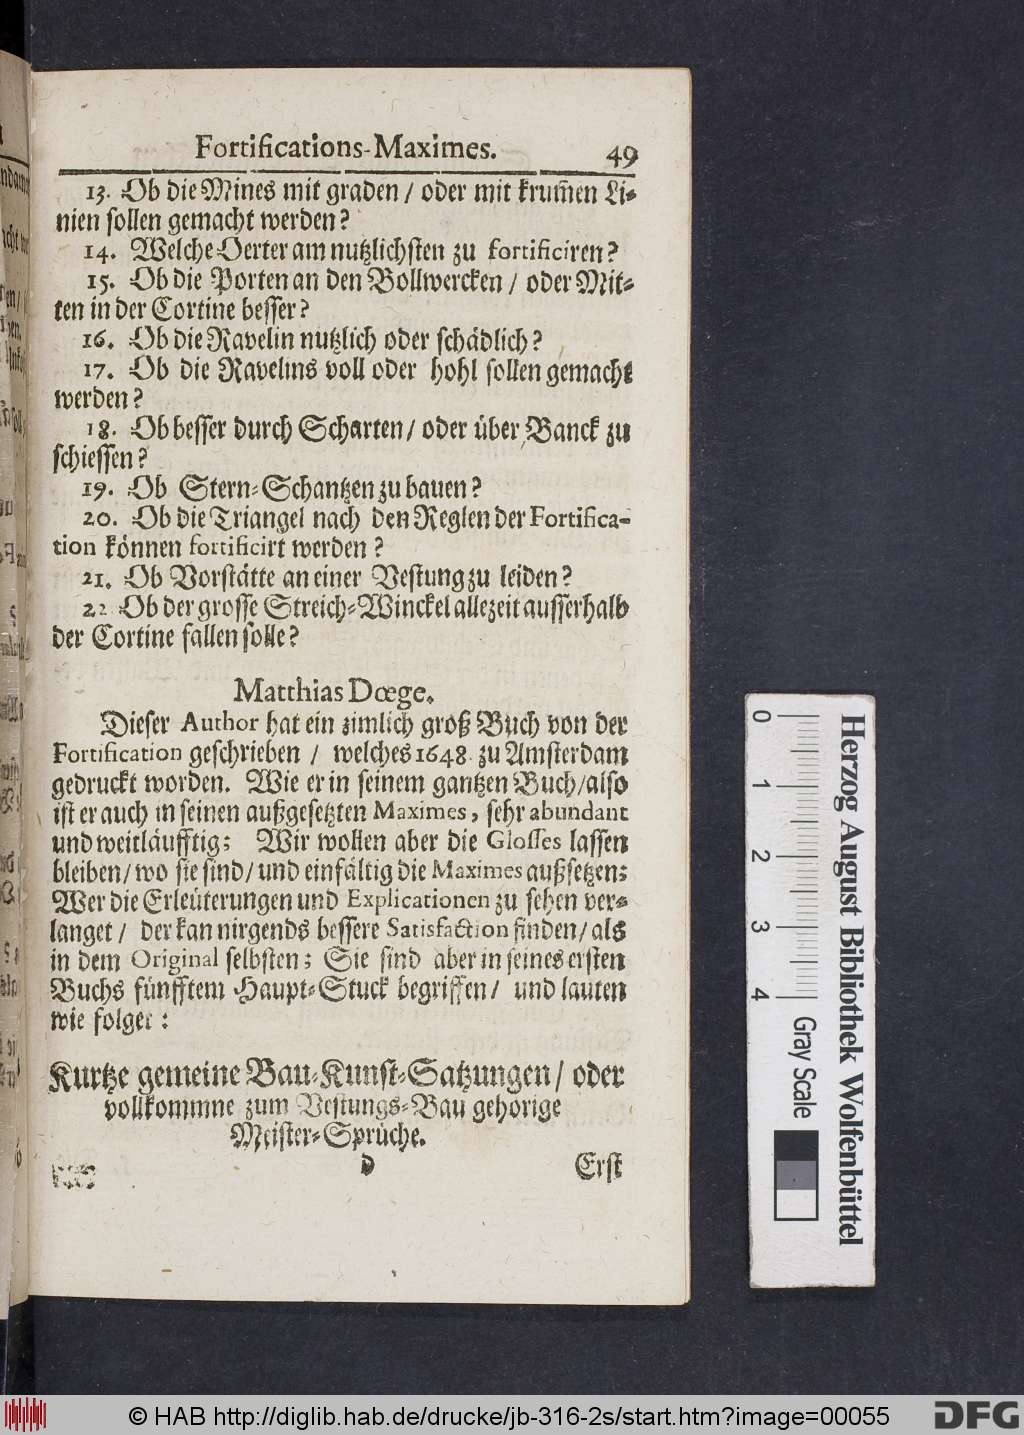 Fortifications-Maximes. 49
13. Ob die Mines mit graden / oder mit krum̃en Li-
nien sollen gemacht werden?
14. Welche Oerter am nutzlichsten zu fortificiren?
15. Ob die Porten an den Bollwercken / oder Mit-
ten in der Cortine besser?
16. Ob die Ravelin nutzlich oder schädlich?
17. Ob die Ravelins voll oder hohl sollen gemacht
werden?
18. Ob besser durch Scharten / oder über Banck zu
schiessen?
19. Ob Stern-Schantzen zu bauen?
20. Ob die Triangel nach den Reglen der Fortifica-
tion können fortificirt werden?
21. Ob Vorstätte an einer Vestung zu leiden?
22 Ob der grosse Streich-Winckel allezeit ausserhalb
der Cortine fallen solle?
Matthias Dœge.
Dieser Author hat ein zimlich groß Buch von der
Fortification geschrieben / welches 1648. zu Amsterdam
gedruckt worden. Wie er in seinem gantzen Buch / also
ist er auch in seinen außgesetzten Maximes, sehr abundant
und weitläufftig; Wir wollen aber die Glosses lassen
bleiben / wo sie sind / und einfältig die Maximes außsetzen;
Wer die Erleüterungen und Explicationen zu sehen ver-
langet / der kan nirgends bessere Satisfaction finden / als
in dem Original selbsten; Sie sind aber in seines ersten
Buchs fünfftem Haupt-Stuck begriffen / und lauten
wie folget:
Kurtze gemeine Bau-Kunst-Satzungen / oder
vollkommne zum Vestungs-Bau gehörige
Meister-Sprüche.
d Erst
0 1 2 3 4 Gray Scale
Herzog August Bibliothek Wolfenbüttel
© HAB http://diglib.hab.de/drucke/jb-316-2s/start.htm?image=00055
DFG